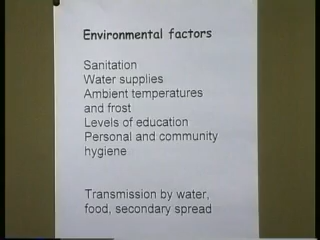 Environmental factors
Sanitation
Water supplies
Ambient temperatures
and frost
Levels of education
Personal and community
hygiene
Transmission by water,
food, secondary spread